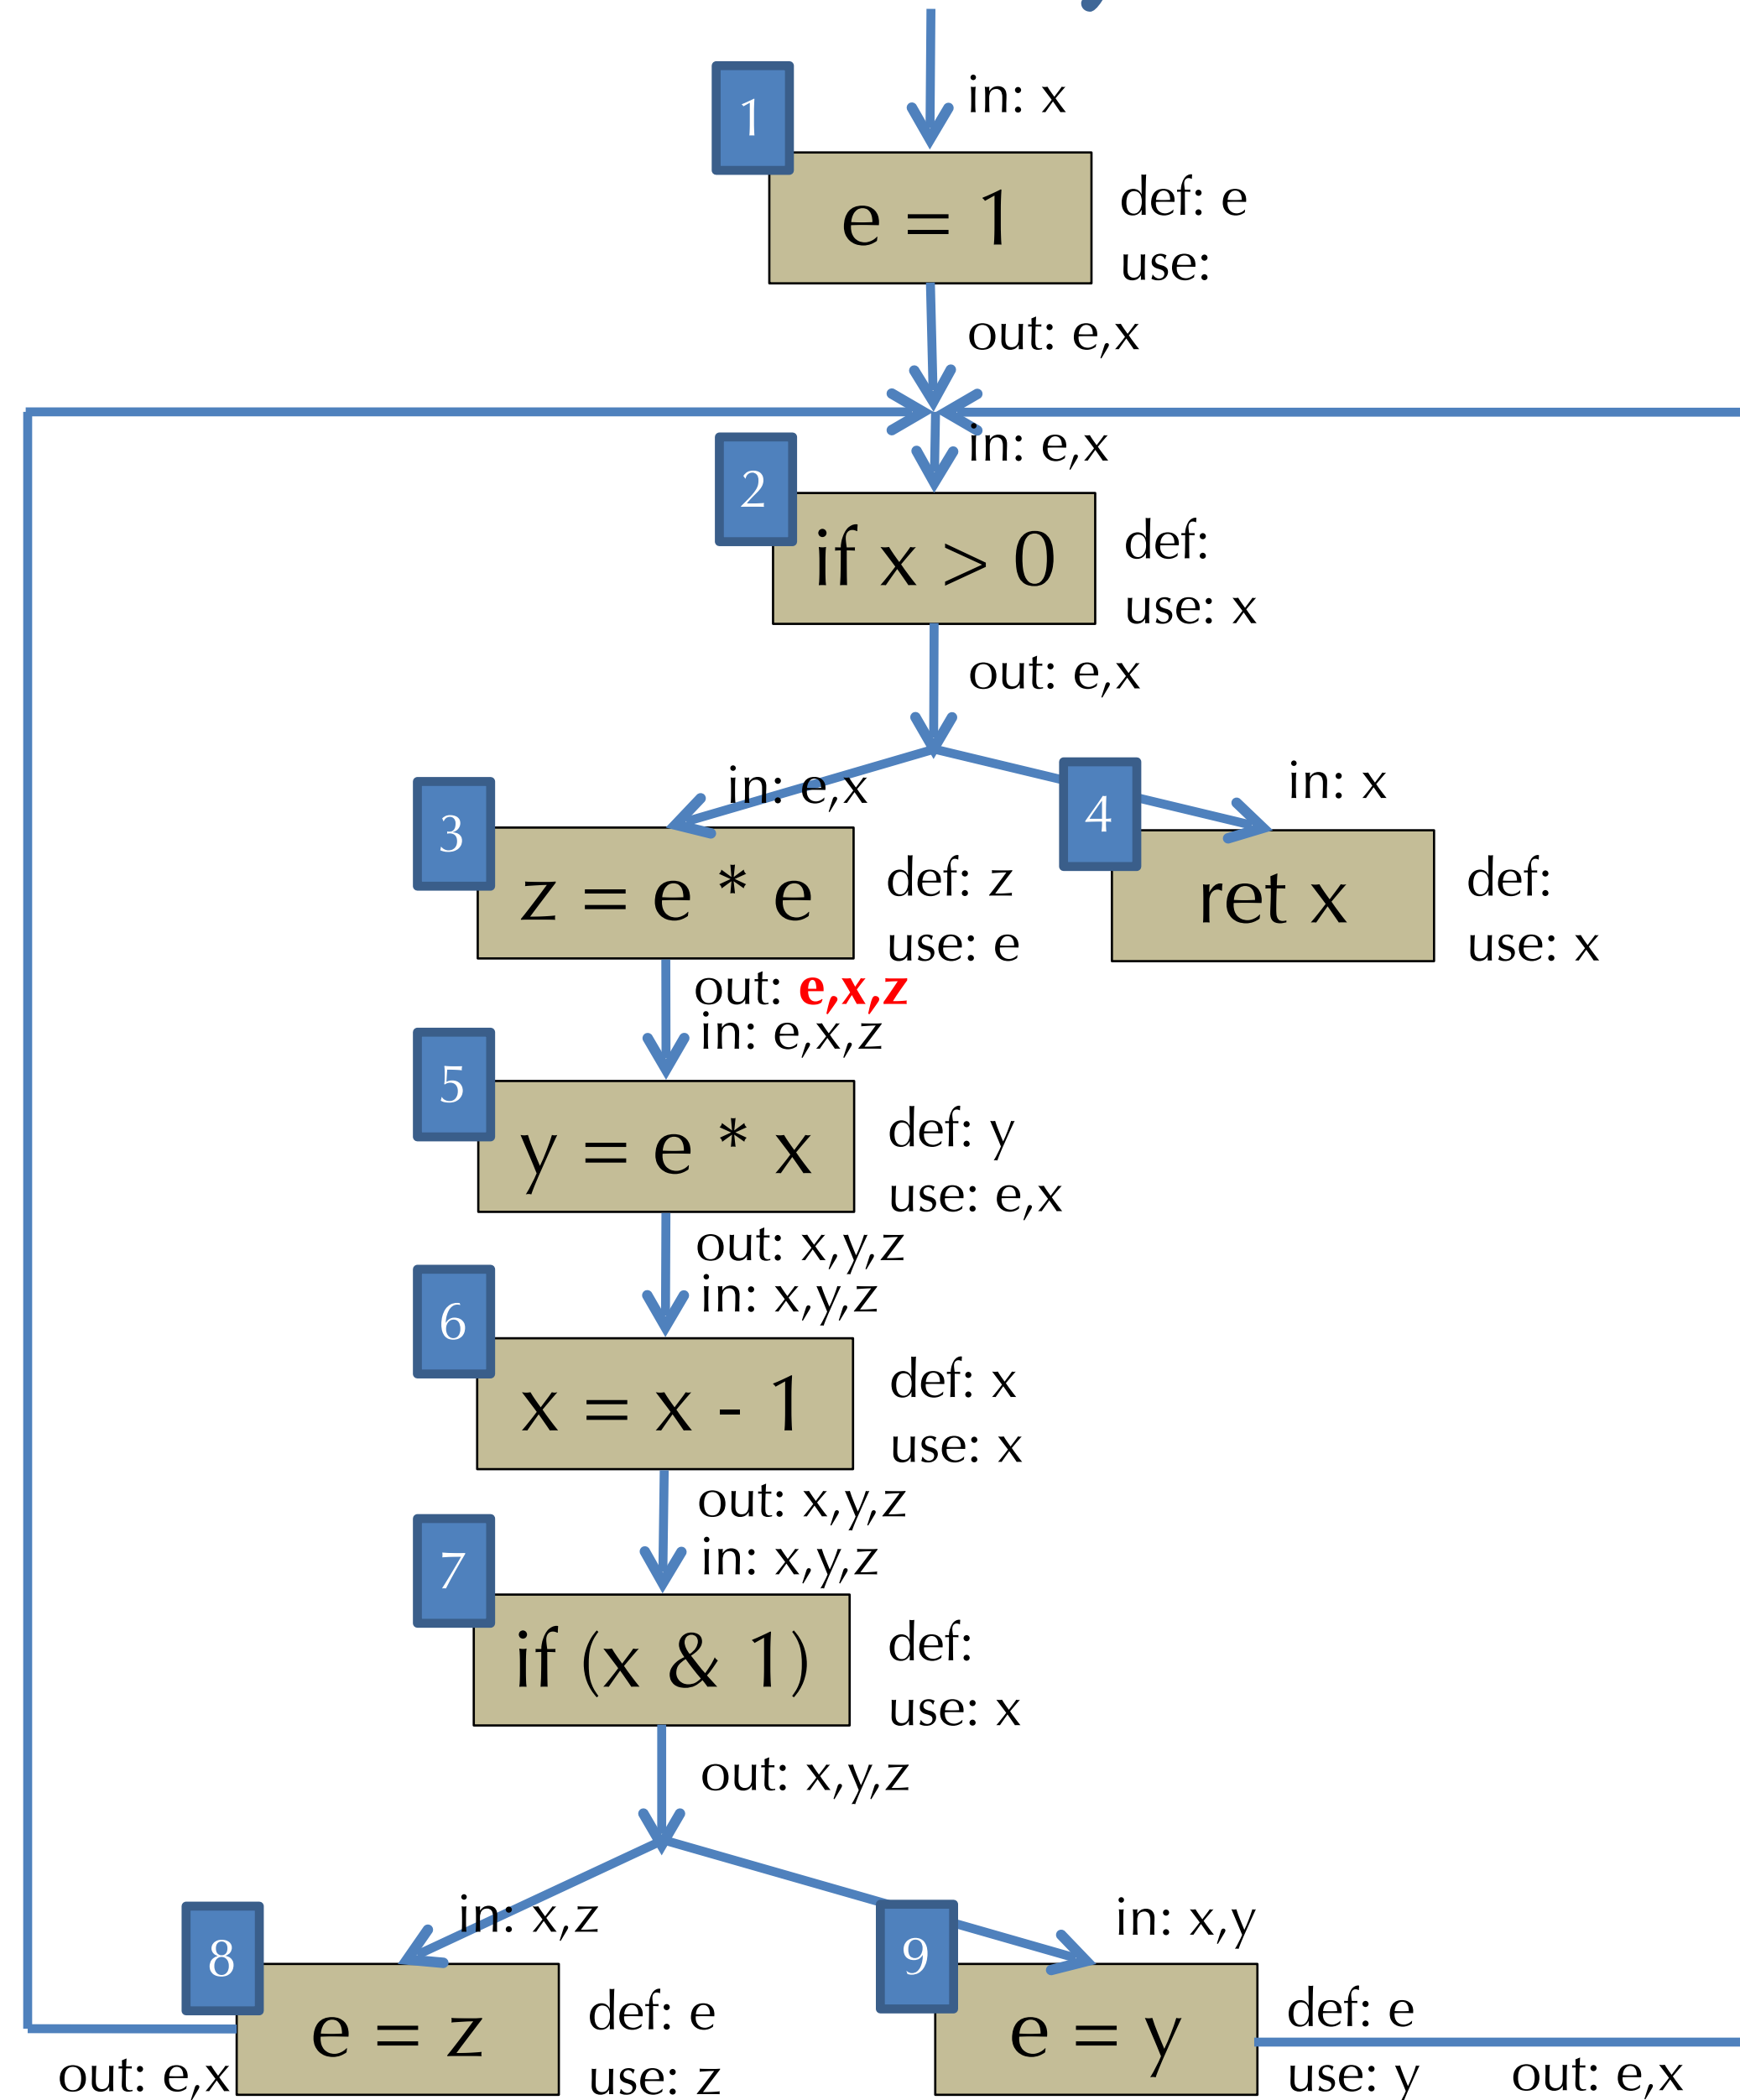 1
in: x
e = 1
def: e
use:
out: e,x
in: e,x
2
if x > 0
def:
use: x
out: e,x
in: e,x
3
z = e * e
def: z
use: e
in: x
4
ret x
def:
use: x
out: e,x,z
in: e,x,z
5
y = e * x
def: y
use: e,x
out: x,y,z
in: x,y,z
6
x = x - 1
def: x
use: x
out: x,y,z
in: x,y,z
7
if (x & 1)
def:
use: x
out: x,y,z
in: x,z
8
e = z
def: e
use: z
out: e,x
in: x,y
9
e = y
def: e
use: y
out: e,x